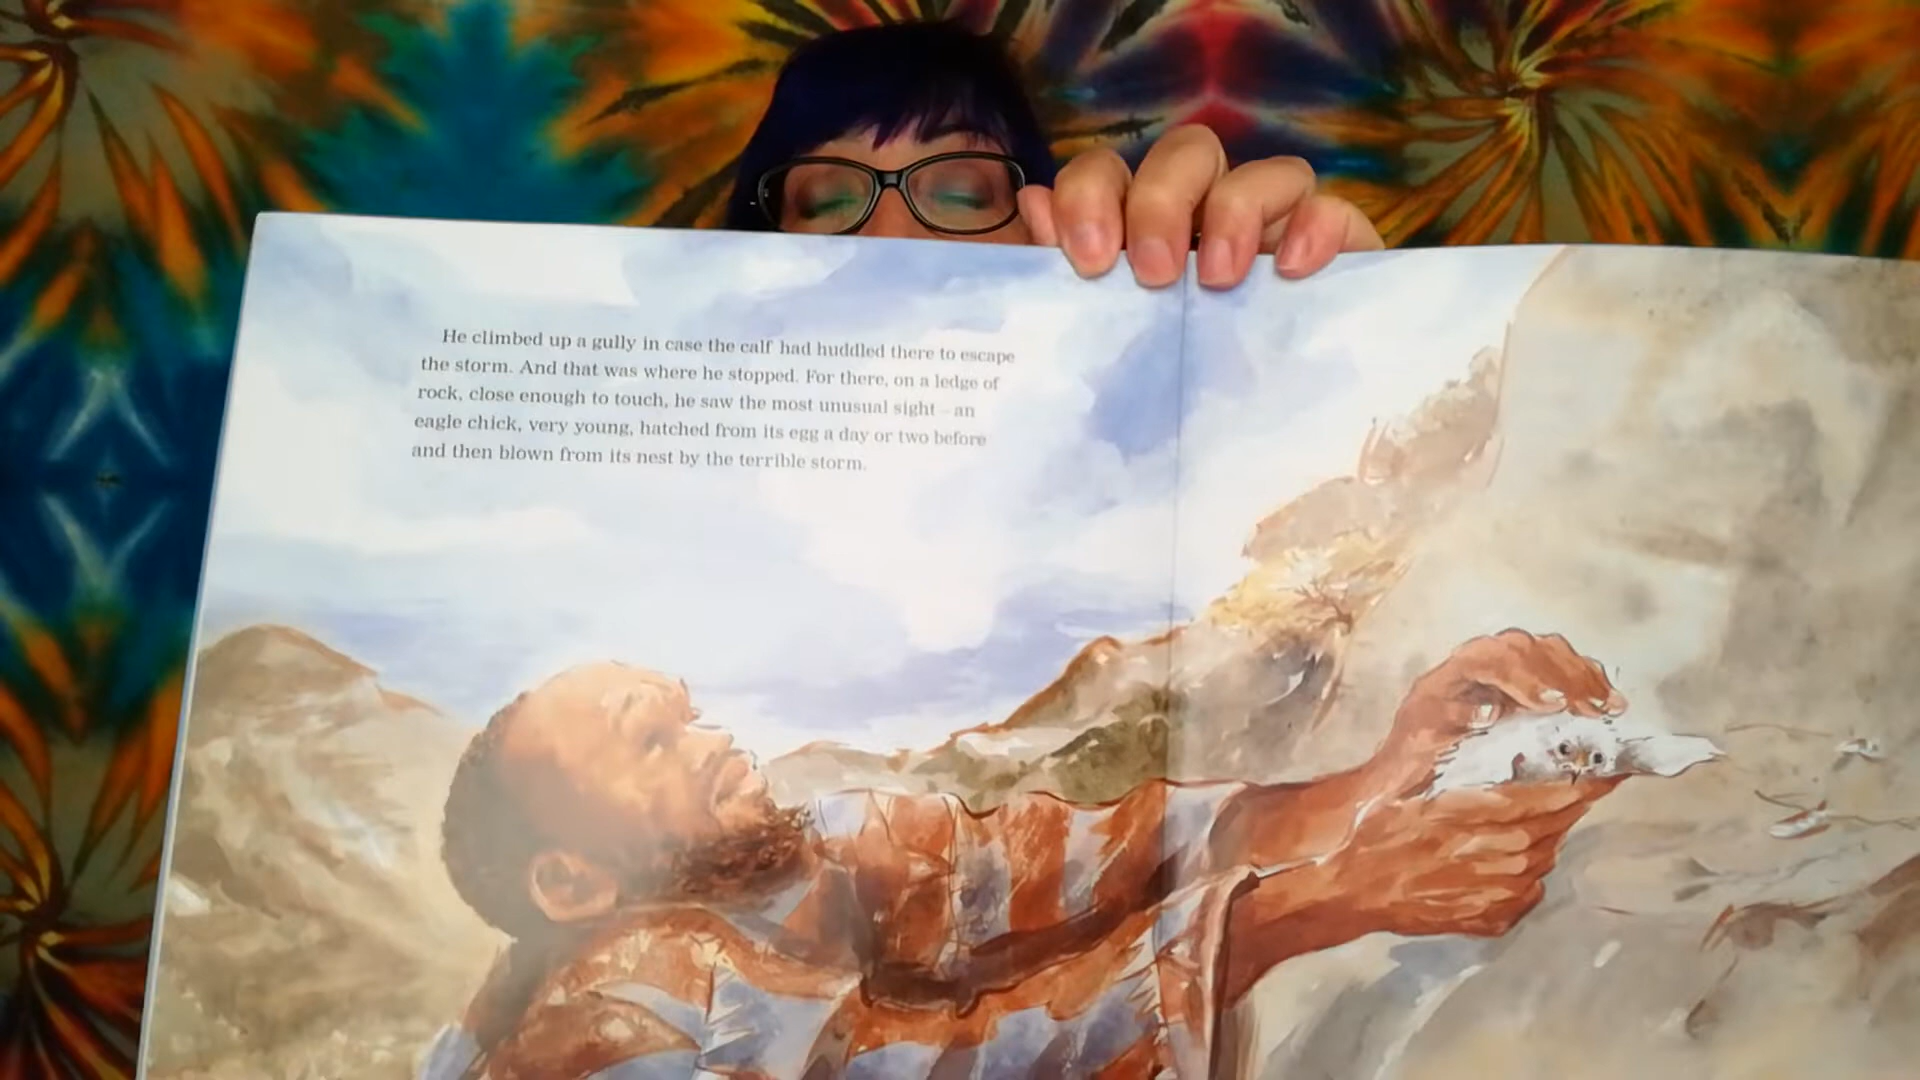 He climbed up a gully in case the calf had huddled there to escape
the storm. And that was where he stopped. For there, on a ledge of
rock, close enough to touch, he saw the most unusual sight – an
eagle chick, very young, hatched from its egg a day or two before
and then blown from its nest by the terrible storm.